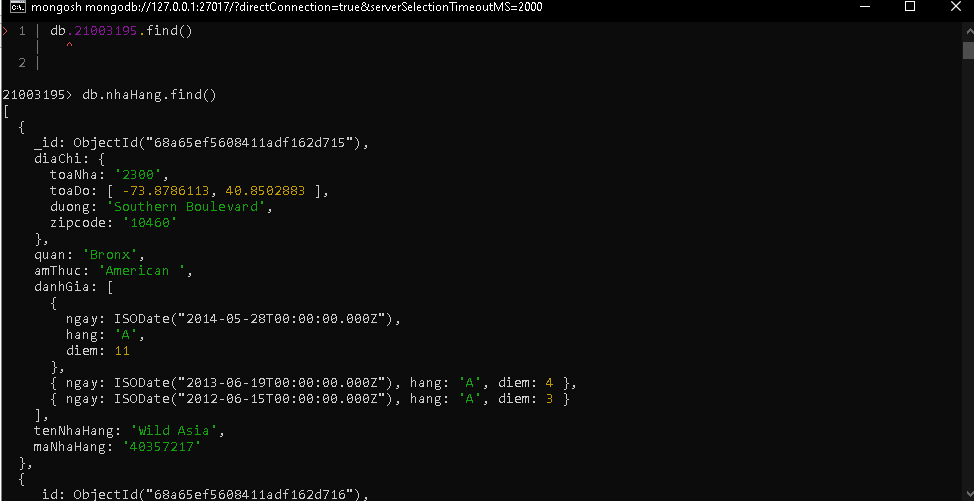 mongosh mongodb://127.0.0.1:27017/?directConnection=true&serverSelectionTimeoutMS=2000
> 1 | db.21003195.find()
|   ^
2 |
21003195> db.nhaHang.find()
[
{
_id: ObjectId("68a65ef5608411adf162d715"),
diaChi: {
toaNha: '2300',
toaDo: [ -73.8786113, 40.8502883 ],
duong: 'Southern Boulevard',
zipcode: '10460'
},
quan: 'Bronx',
amThuc: 'American ',
danhGia: [
{
ngay: ISODate("2014-05-28T00:00:00.000Z"),
hang: 'A',
diem: 11
},
{ ngay: ISODate("2013-06-19T00:00:00.000Z"), hang: 'A', diem: 4 },
{ ngay: ISODate("2012-06-15T00:00:00.000Z"), hang: 'A', diem: 3 }
],
tenNhaHang: 'Wild Asia',
maNhaHang: '40357217'
},
{
_id: ObjectId("68a65ef5608411adf162d716"),